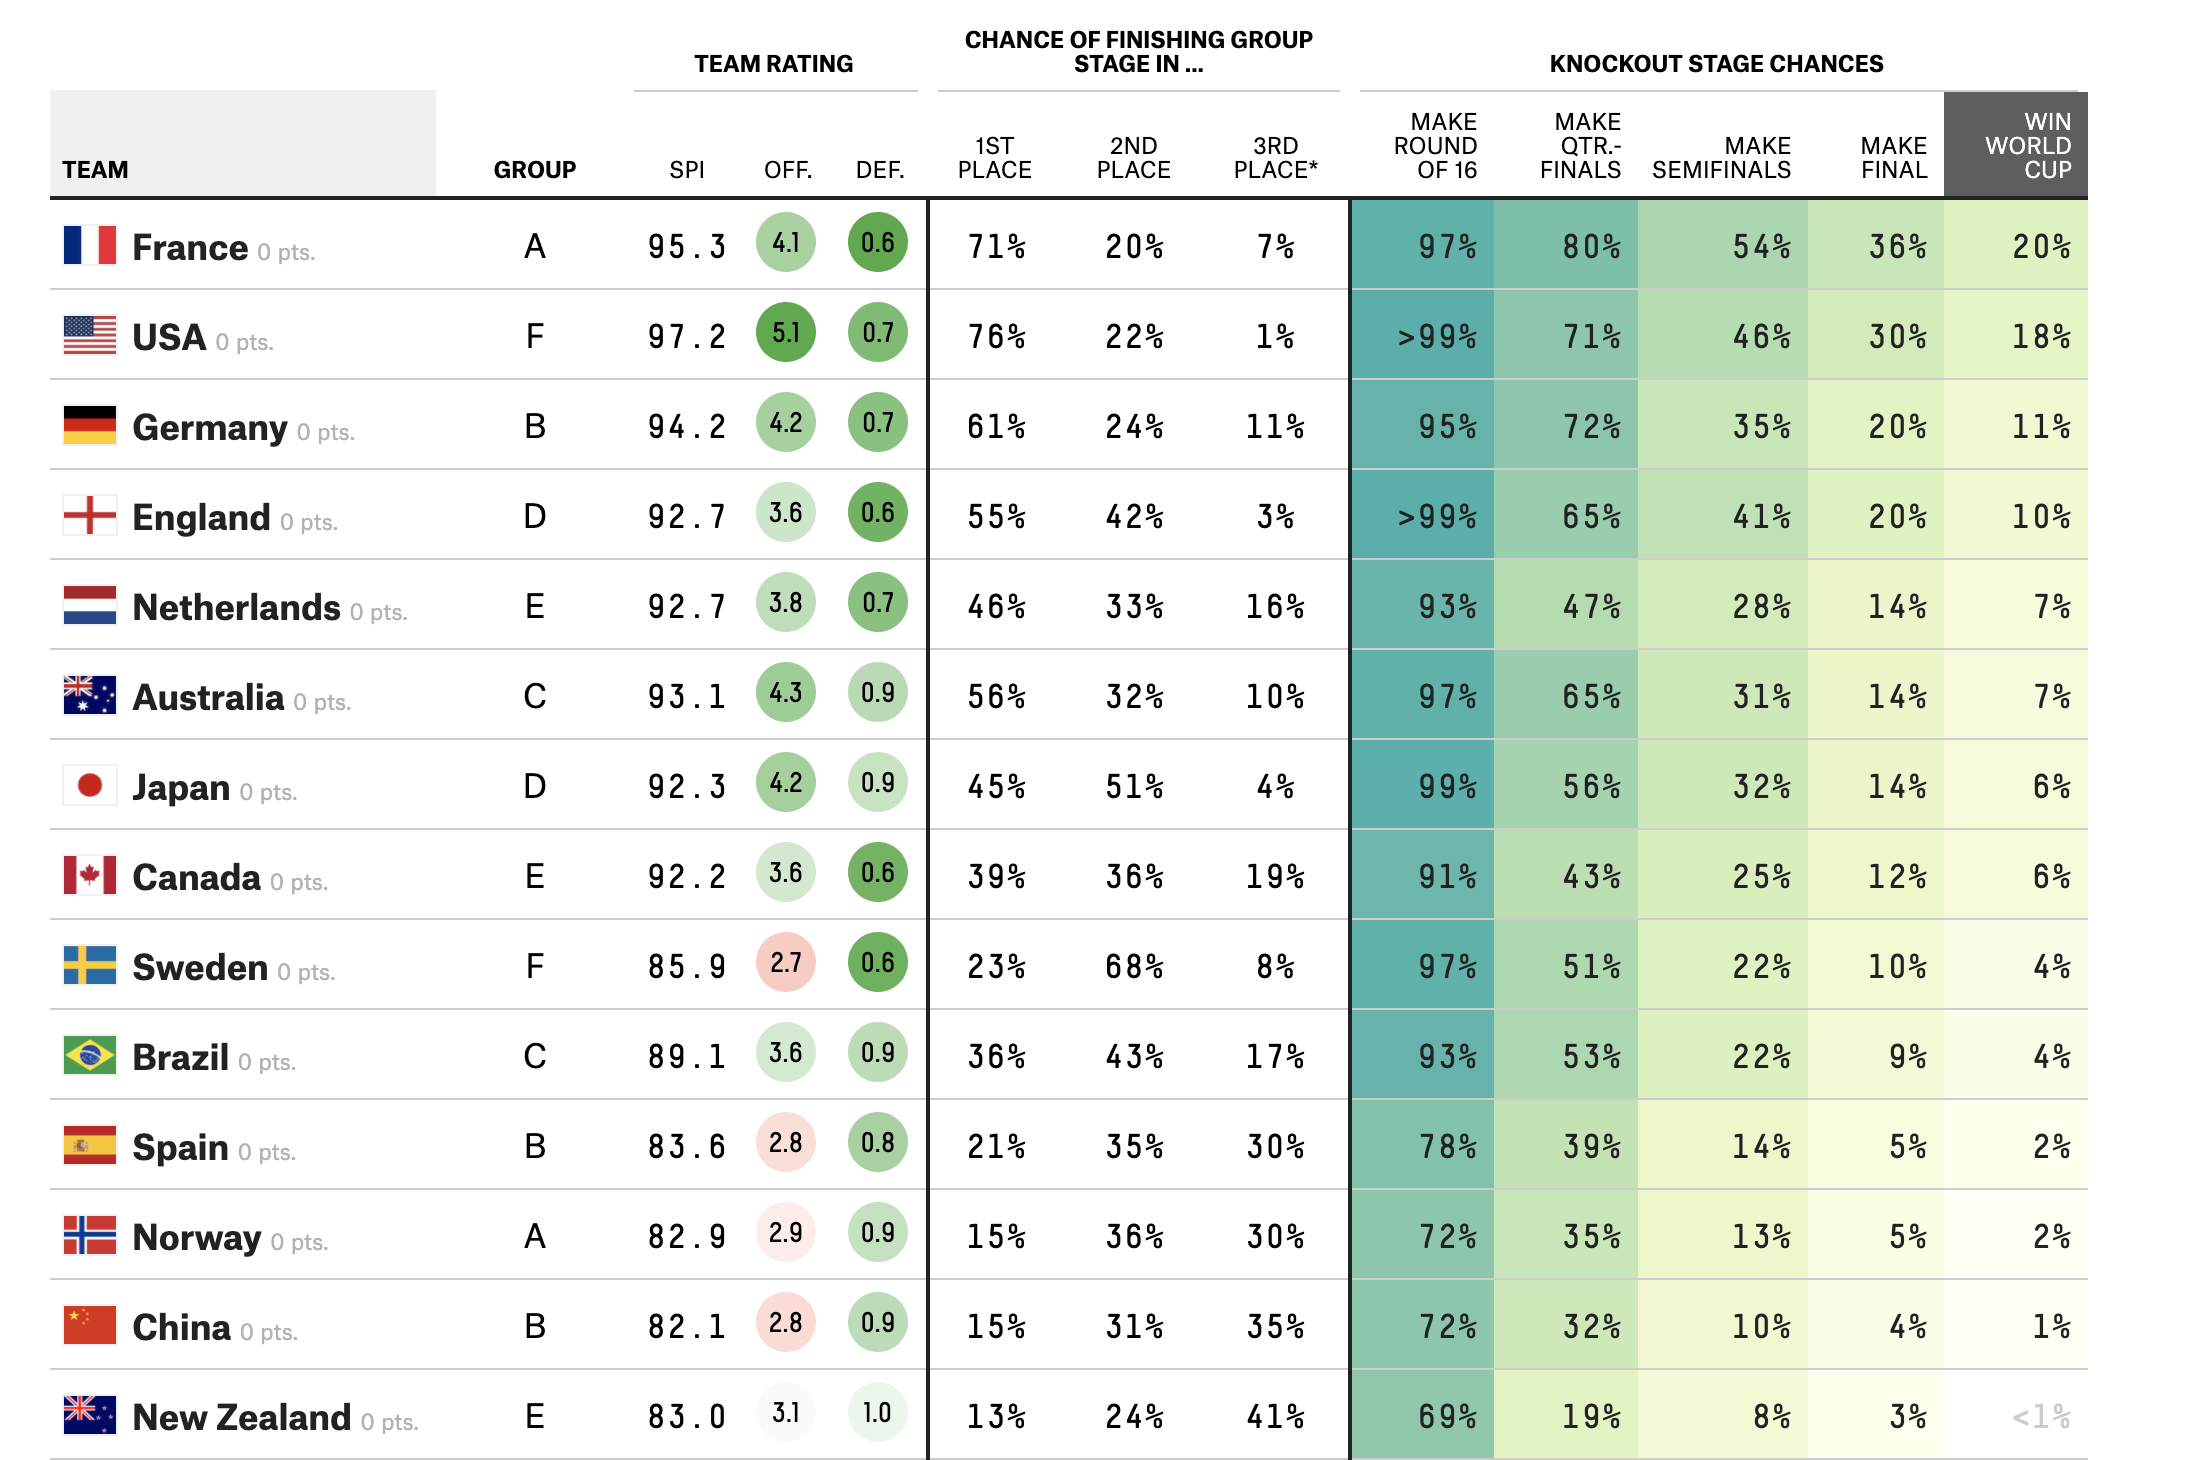 TEAM RATING
CHANCE OF FINISHING GROUP
STAGE IN ...
KNOCKOUT STAGE CHANCES
TEAM GROUP SPI OFF. DEF. 1ST PLACE 2ND PLACE 3RD PLACE* MAKE ROUND OF 16 MAKE QTR.-FINALS MAKE SEMIFINALS MAKE FINAL WIN WORLD CUP
France 0 pts. A 95.3 4.1 0.6 71% 20% 7% 97% 80% 54% 36% 20%
USA 0 pts. F 97.2 5.1 0.7 76% 22% 1% >99% 71% 46% 30% 18%
Germany 0 pts. B 94.2 4.2 0.7 61% 24% 11% 95% 72% 35% 20% 11%
England 0 pts. D 92.7 3.6 0.6 55% 42% 3% >99% 65% 41% 20% 10%
Netherlands 0 pts. E 92.7 3.8 0.7 46% 33% 16% 93% 47% 28% 14% 7%
Australia 0 pts. C 93.1 4.3 0.9 56% 32% 10% 97% 65% 31% 14% 7%
Japan 0 pts. D 92.3 4.2 0.9 45% 51% 4% 99% 56% 32% 14% 6%
Canada 0 pts. E 92.2 3.6 0.6 39% 36% 19% 91% 43% 25% 12% 6%
Sweden 0 pts. F 85.9 2.7 0.6 23% 68% 8% 97% 51% 22% 10% 4%
Brazil 0 pts. C 89.1 3.6 0.9 36% 43% 17% 93% 53% 22% 9% 4%
Spain 0 pts. B 83.6 2.8 0.8 21% 35% 30% 78% 39% 14% 5% 2%
Norway 0 pts. A 82.9 2.9 0.9 15% 36% 30% 72% 35% 13% 5% 2%
China 0 pts. B 82.1 2.8 0.9 15% 31% 35% 72% 32% 10% 4% 1%
New Zealand 0 pts. E 83.0 3.1 1.0 13% 24% 41% 69% 19% 8% 3% <1%